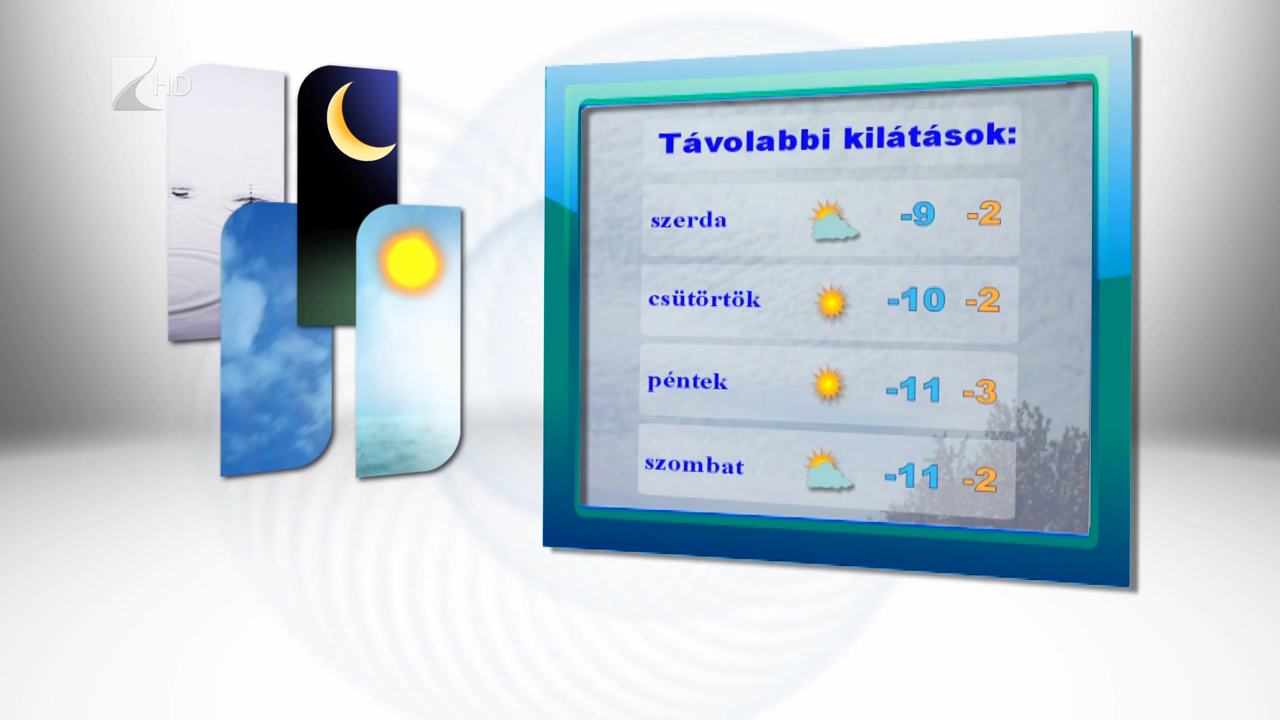 HD
Távolabbi kilátások:
szerda -9 -2
csütörtök -10 -2
péntek -11 -3
szombat -11 -2